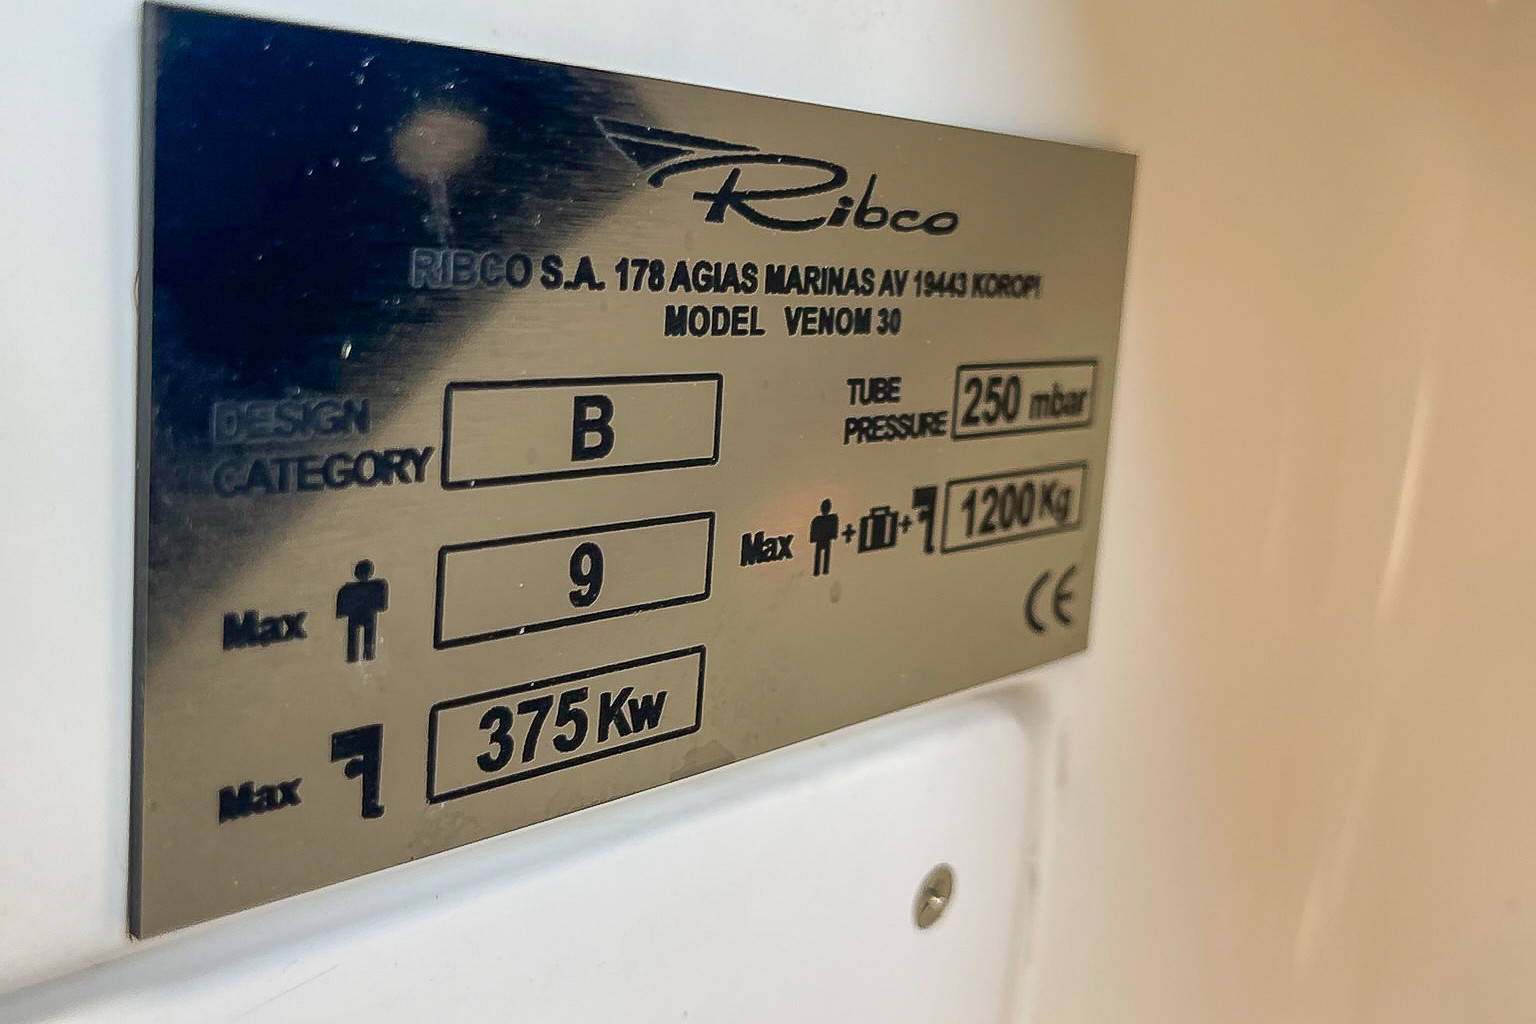 Ribco
RIBCO S.A. 178 AGIAS MARINAS AV 19443 KOROPI
MODEL VENOM 30
DESIGN
CATEGORY
B
TUBE
PRESSURE
250 mbar
Max
9
Max + + 1200 Kg
Max
375 Kw
CE